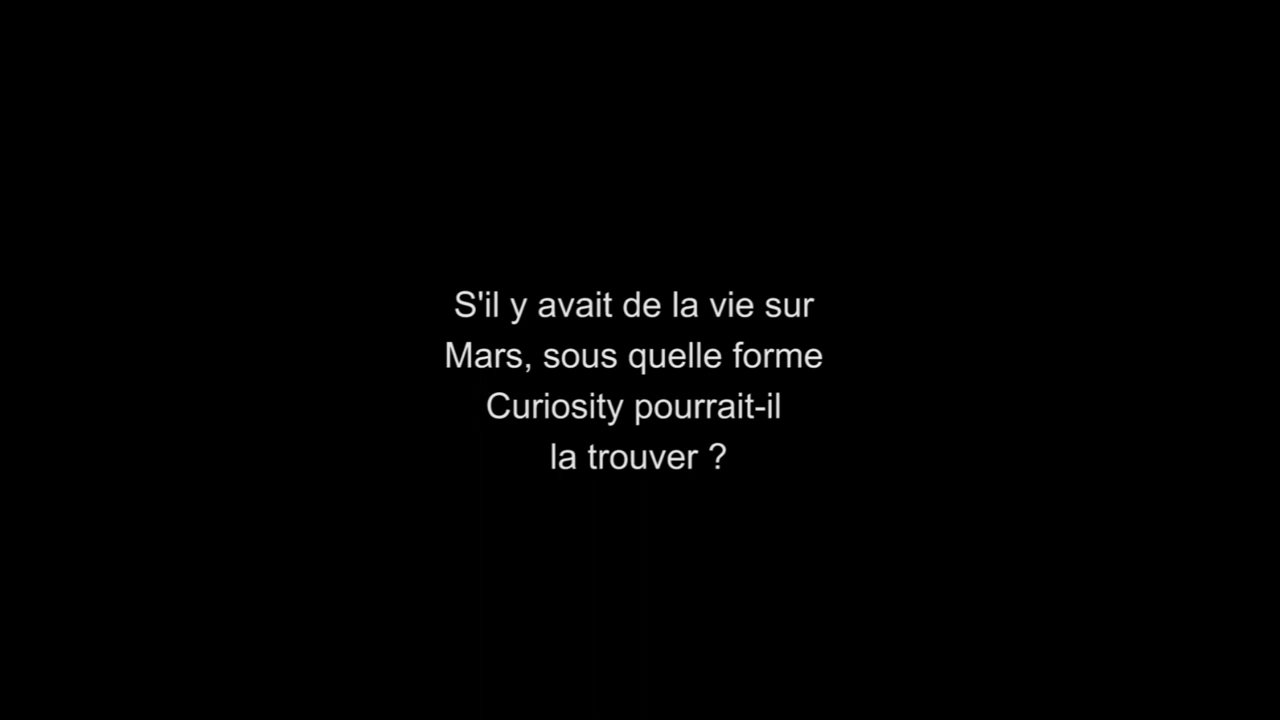 S'il y avait de la vie sur
Mars, sous quelle forme
Curiosity pourrait-il
la trouver ?